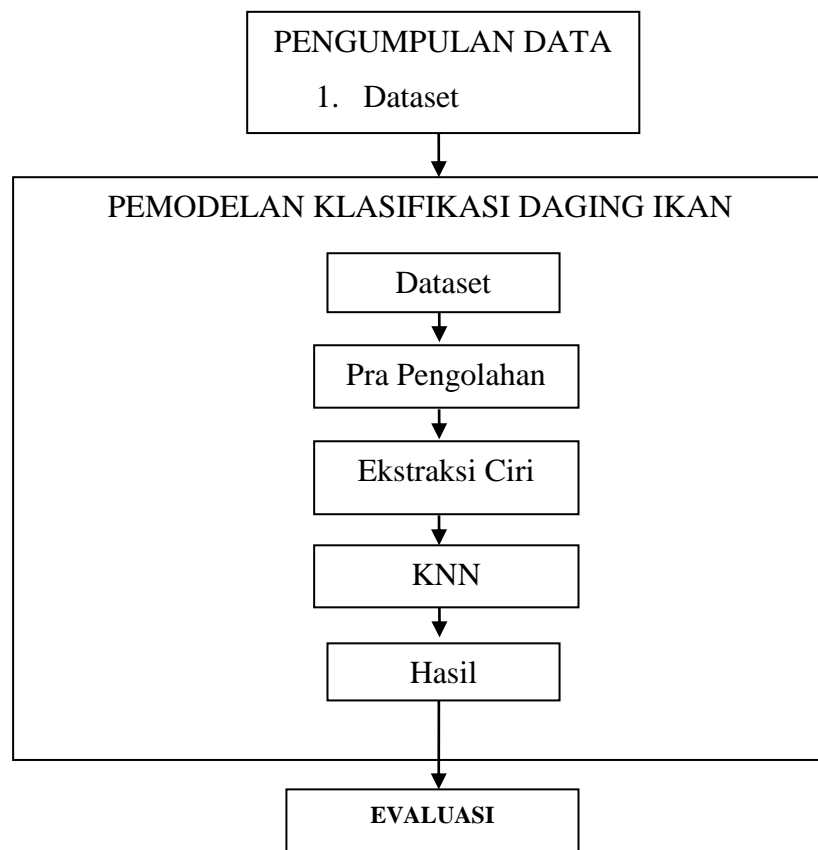 PENGUMPULAN DATA
1. Dataset
PEMODELAN KLASIFIKASI DAGING IKAN
Dataset
Pra Pengolahan
Ekstraksi Ciri
KNN
Hasil
EVALUASI